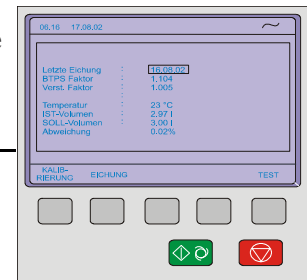 06,16 17.08.02
Letzte Eichung : 16.08.02
BTPS Faktor : 1.104
Verst. Faktor : 1.005
Temperatur : 23 °C
IST-Volumen : 2,97 l
SOLL-Volumen : 3,00 l
Abweichung : 0.02%
KALIB-
RIERUNG EICHUNG TEST